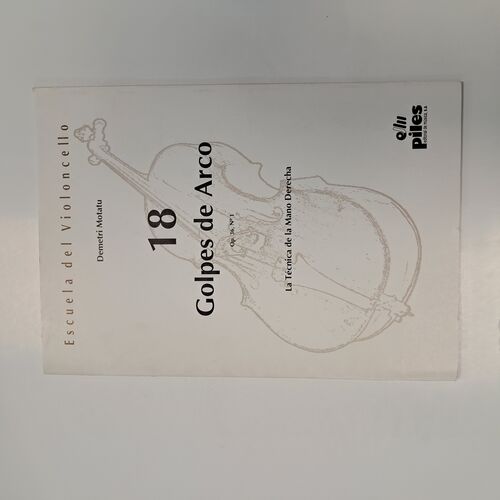 Escuela del Violoncello
Demetri Motatu
18
Golpes de Arco
Op. 36, Nº 1
La Técnica de la Mano Derecha
piles